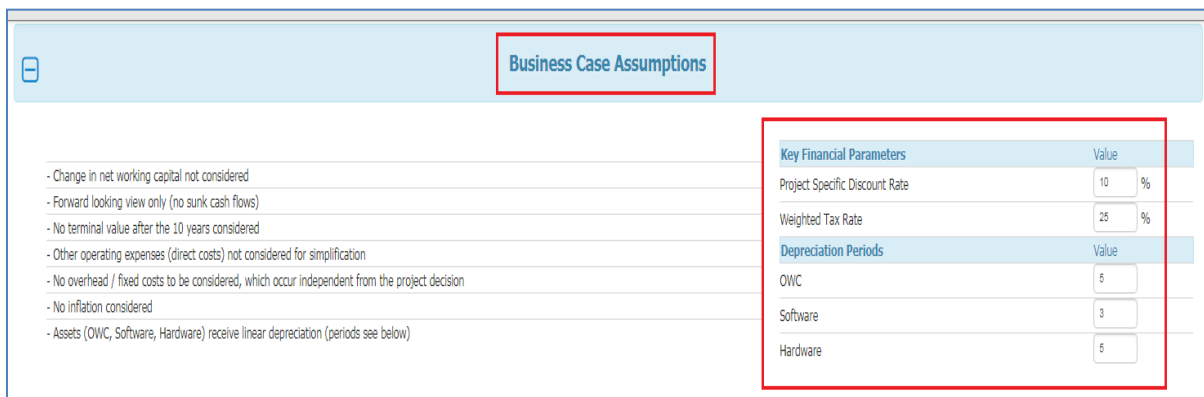 Business Case Assumptions
- Change in net working capital not considered
- Forward looking view only (no sunk cash flows)
- No terminal value after the 10 years considered
- Other operating expenses (direct costs) not considered for simplification
- No overhead / fixed costs to be considered, which occur independent from the project decision
- No inflation considered
- Assets (OWC, Software, Hardware) receive linear depreciation (periods see below)
Key Financial Parameters Value
Project Specific Discount Rate 10 %
Weighted Tax Rate 25 %
Depreciation Periods Value
OWC 5
Software 3
Hardware 5